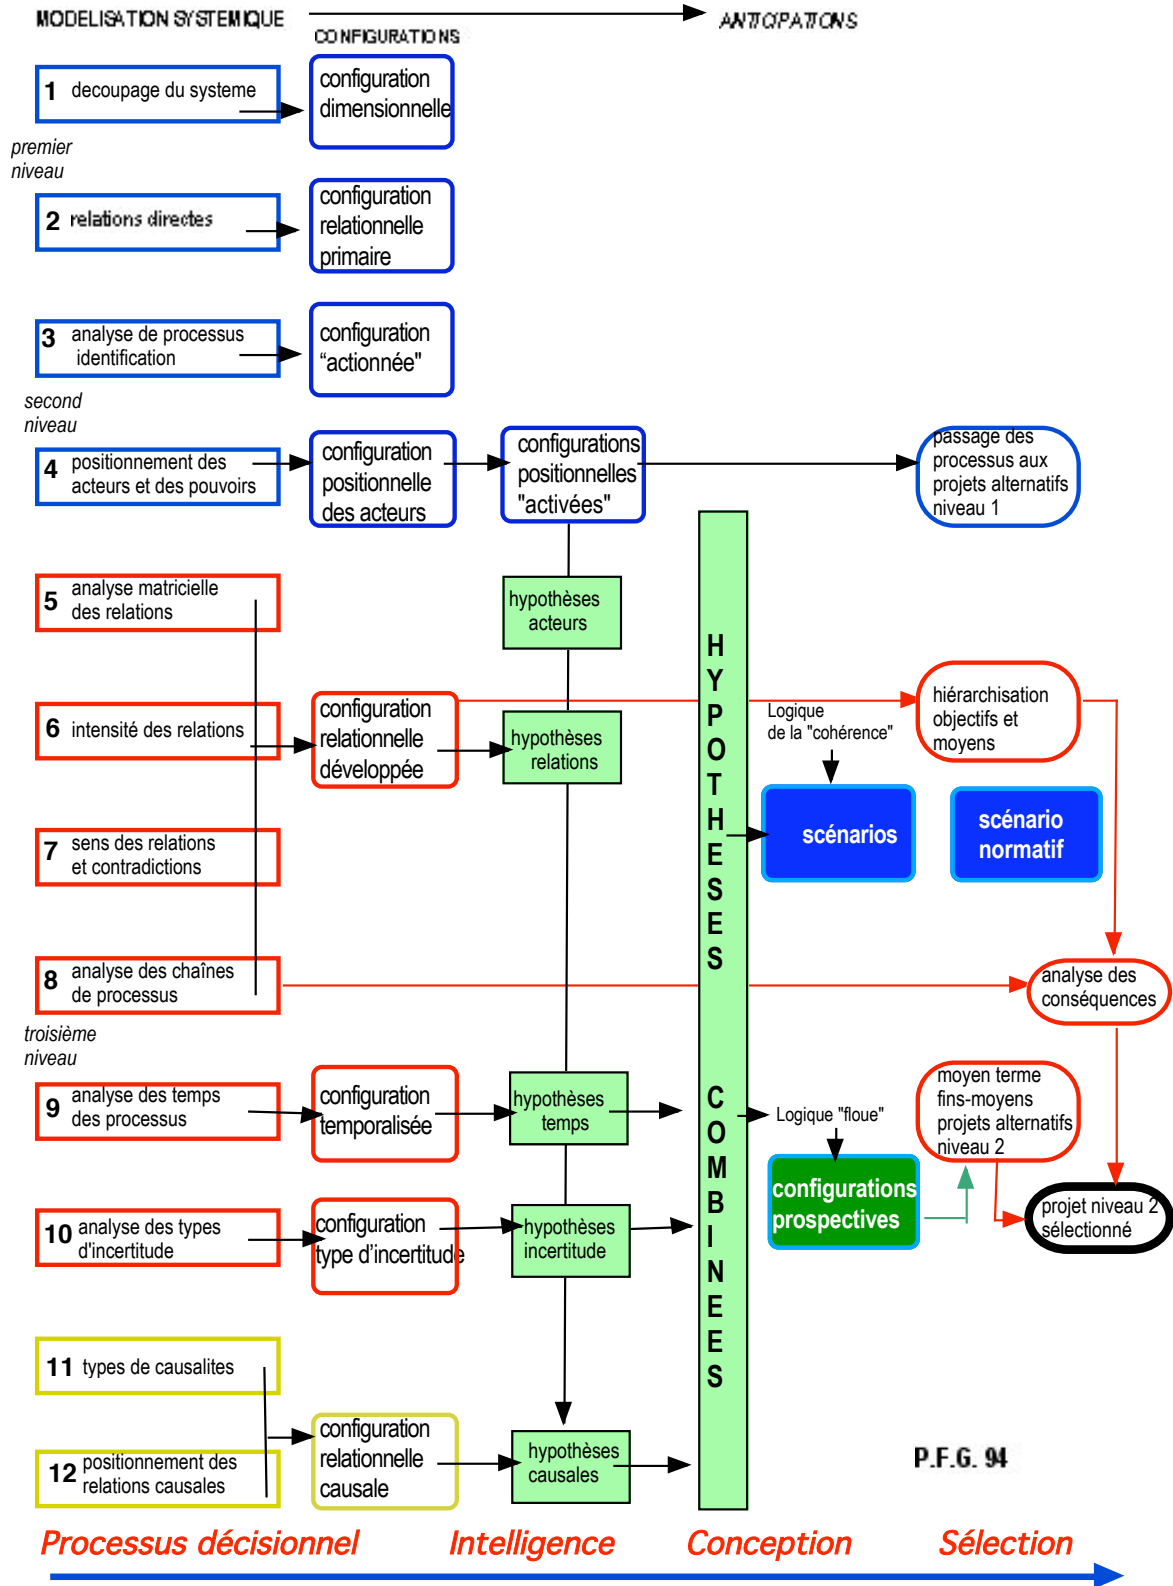 MODELISATION SYSTEMIQUE
ANTICIPATIONS
CONFIGURATIONS
1 decoupage du systeme
configuration
dimensionnelle
premier
niveau
2 relations directes
configuration
relationnelle
primaire
3 analyse de processus
identification
configuration
“actionnée"
second
niveau
4 positionnement des
acteurs et des pouvoirs
configuration
positionnelle
des acteurs
configurations
positionnelles
"activées"
passage des
processus aux
projets alternatifs
niveau 1
5 analyse matricielle
des relations
hypothèses
acteurs
6 intensité des relations
configuration
relationnelle
développée
hypothèses
relations
HYPOTHESES COMBINEES
Logique
de la "cohérence"
hiérarchisation
objectifs et
moyens
scénarios
scénario
normatif
7 sens des relations
et contradictions
8 analyse des chaînes
de processus
analyse des
conséquences
troisième
niveau
9 analyse des temps
des processus
configuration
temporalisée
hypothèses
temps
Logique "floue"
moyen terme
fins-moyens
projets alternatifs
niveau 2
10 analyse des types
d'incertitude
configuration
type d’incertitude
hypothèses
incertitude
configurations
prospectives
projet niveau 2
sélectionné
11 types de causalites
12 positionnement des
relations causales
configuration
relationnelle
causale
hypothèses
causales
P.F.G. 94
Processus décisionnel
Intelligence
Conception
Sélection